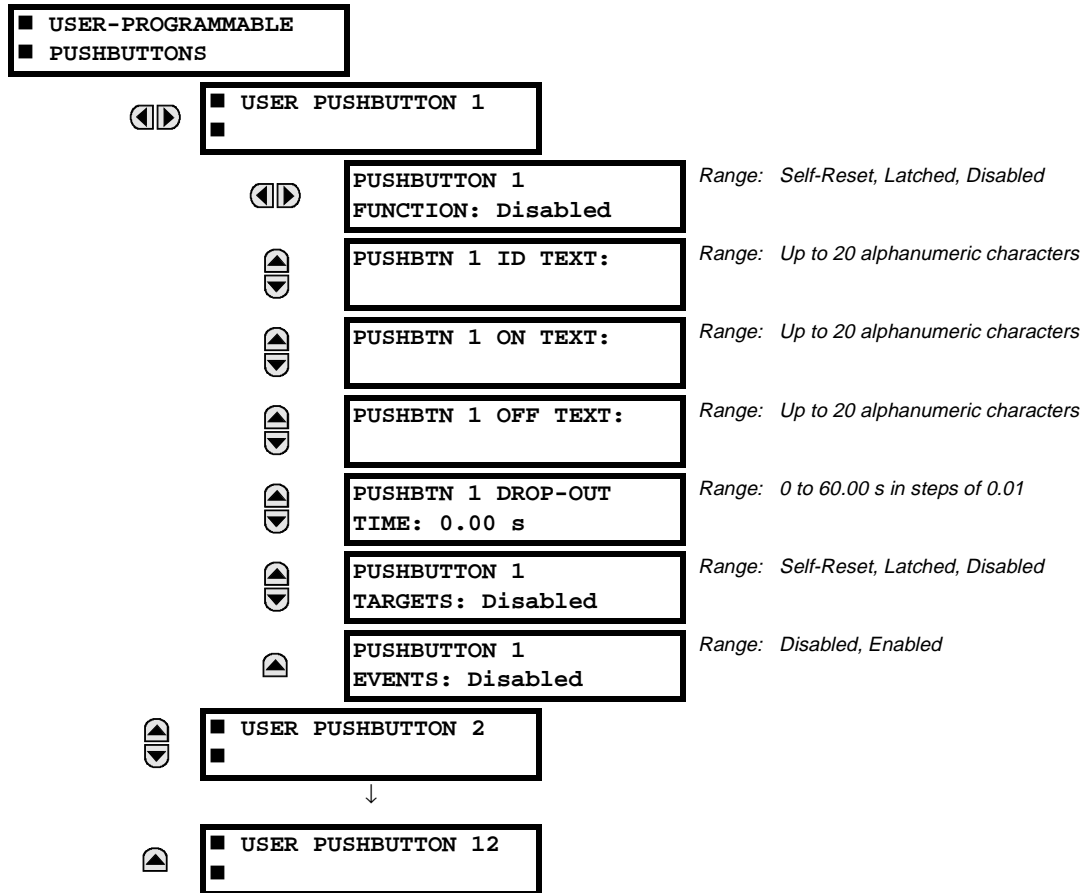 ■ USER-PROGRAMMABLE
■ PUSHBUTTONS
■ USER PUSHBUTTON 1
■
PUSHBUTTON 1
FUNCTION: Disabled
Range: Self-Reset, Latched, Disabled
PUSHBTN 1 ID TEXT:
Range: Up to 20 alphanumeric characters
PUSHBTN 1 ON TEXT:
Range: Up to 20 alphanumeric characters
PUSHBTN 1 OFF TEXT:
Range: Up to 20 alphanumeric characters
PUSHBTN 1 DROP-OUT
TIME: 0.00 s
Range: 0 to 60.00 s in steps of 0.01
PUSHBUTTON 1
TARGETS: Disabled
Range: Self-Reset, Latched, Disabled
PUSHBUTTON 1
EVENTS: Disabled
Range: Disabled, Enabled
■ USER PUSHBUTTON 2
■
↓
■ USER PUSHBUTTON 12
■